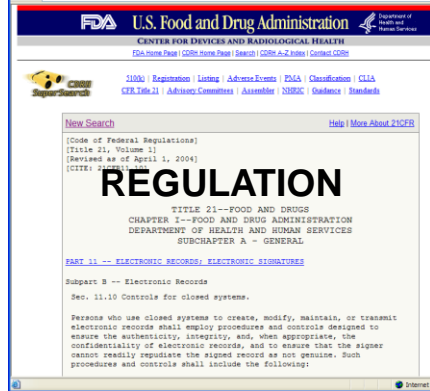 FDA U.S. Food and Drug Administration Department of Health and Human Services
CENTER FOR DEVICES AND RADIOLOGICAL HEALTH
FDA Home Page | CDRH Home Page | Search | CDRH A-Z Index | Contact CDRH
CDRH SuperSearch
510(k) | Registration | Listing | Adverse Events | PMA | Classification | CLIA
CFR Title 21 | Advisory Committees | Assembler | NHRIC | Guidance | Standards
New Search Help | More About 21CFR
[Code of Federal Regulations]
[Title 21, Volume 1]
[Revised as of April 1, 2004]
[CITE: 21CFR11.10]
REGULATION
TITLE 21--FOOD AND DRUGS
CHAPTER I--FOOD AND DRUG ADMINISTRATION
DEPARTMENT OF HEALTH AND HUMAN SERVICES
SUBCHAPTER A - GENERAL
PART 11 -- ELECTRONIC RECORDS; ELECTRONIC SIGNATURES
Subpart B -- Electronic Records
Sec. 11.10 Controls for closed systems.
Persons who use closed systems to create, modify, maintain, or transmit
electronic records shall employ procedures and controls designed to
ensure the authenticity, integrity, and, when appropriate, the
confidentiality of electronic records, and to ensure that the signer
cannot readily repudiate the signed record as not genuine. Such
procedures and controls shall include the following:
Internet